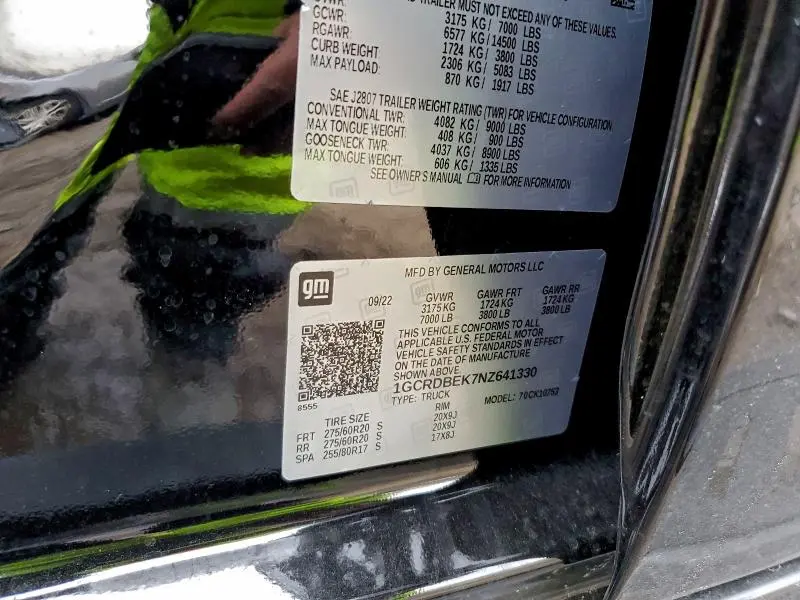 TRAILER MUST NOT EXCEED ANY OF THESE VALUES.
GVWR: 3175 KG / 7000 LBS
GCWR: 6577 KG / 14500 LBS
RGAWR: 1724 KG / 3800 LBS
CURB WEIGHT: 2306 KG / 5083 LBS
MAX PAYLOAD: 870 KG / 1917 LBS
SAE J2807 TRAILER WEIGHT RATING (TWR) FOR VEHICLE CONFIGURATION
CONVENTIONAL TWR: 4082 KG / 9000 LBS
MAX TONGUE WEIGHT: 408 KG / 900 LBS
GOOSENECK TWR: 4037 KG / 8900 LBS
MAX TONGUE WEIGHT: 606 KG / 1335 LBS
SEE OWNER'S MANUAL FOR MORE INFORMATION
gm
MFD BY GENERAL MOTORS LLC
09/22 GVWR GAWR FRT GAWR RR
3175 KG 1724 KG 1724 KG
7000 LB 3800 LB 3800 LB
THIS VEHICLE CONFORMS TO ALL
APPLICABLE U.S. FEDERAL MOTOR
VEHICLE SAFETY STANDARDS IN EFFECT
ON THE DATE OF MANUFACTURE
SHOWN ABOVE.
1GCRDBEK7NZ641330
8555
TYPE: TRUCK MODEL: 70CK10753
TIRE SIZE RIM
FRT 275/60R20 S 20X9J
RR 275/60R20 S 20X9J
SPA 255/80R17 S 17X8J